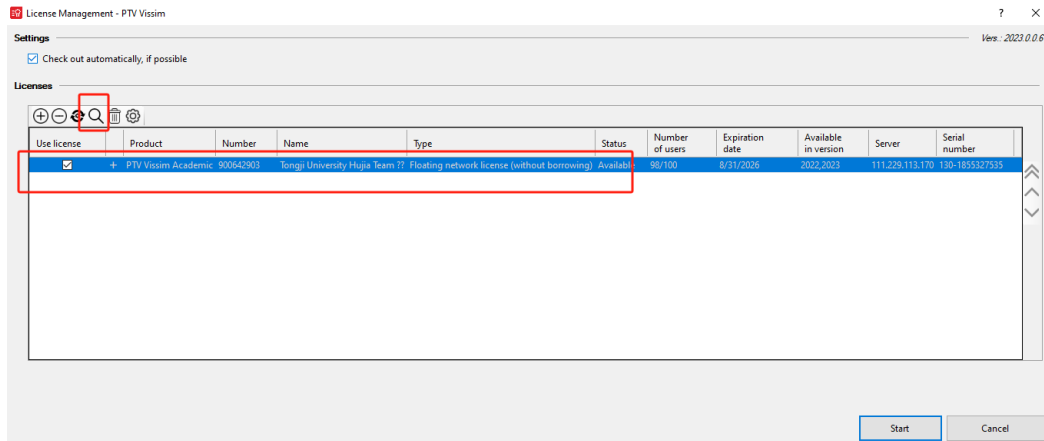 License Management - PTV Vissim
Settings
Vers.: 2023.0.0.6
Check out automatically, if possible
Licenses
Use license Product Number Name Type Status Number of users Expiration date Available in version Server Serial number
+ PTV Vissim Academic 900642903 Tongji University Hujia Team ?? Floating network license (without borrowing) Available 98/100 8/31/2026 2022,2023 111.229.113.170 130-1855327535
Start Cancel